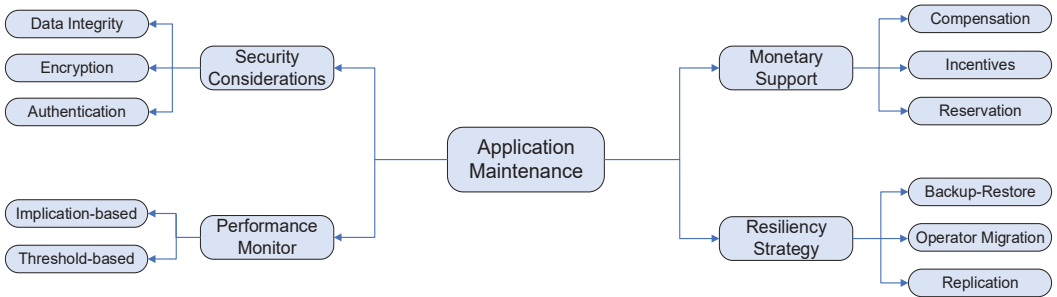 Data Integrity
Encryption
Authentication
Security
Considerations
Implication-based
Threshold-based
Performance
Monitor
Application
Maintenance
Monetary
Support
Compensation
Incentives
Reservation
Resiliency
Strategy
Backup-Restore
Operator Migration
Replication